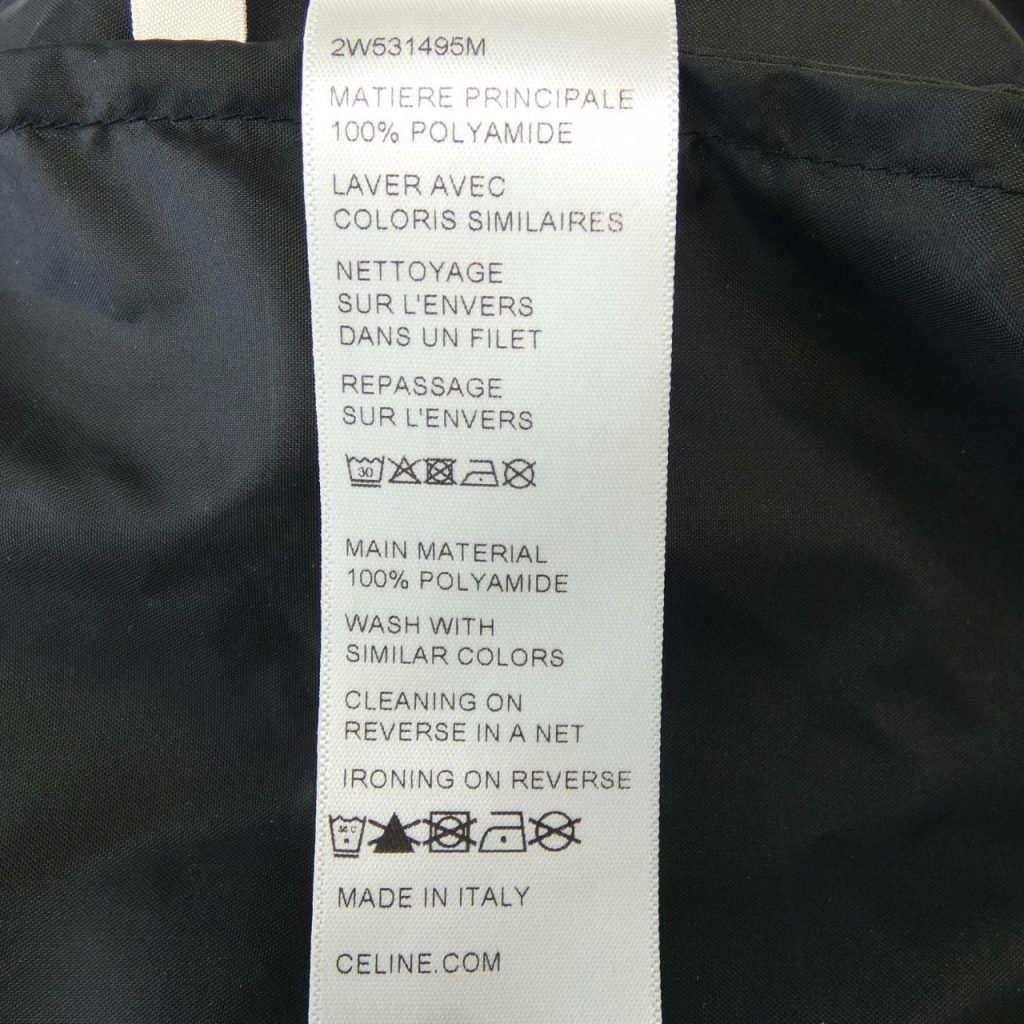 2W531495M
MATIERE PRINCIPALE
100% POLYAMIDE
LAVER AVEC
COLORIS SIMILAIRES
NETTOYAGE
SUR L'ENVERS
DANS UN FILET
REPASSAGE
SUR L'ENVERS
30
MAIN MATERIAL
100% POLYAMIDE
WASH WITH
SIMILAR COLORS
CLEANING ON
REVERSE IN A NET
IRONING ON REVERSE
MADE IN ITALY
CELINE.COM